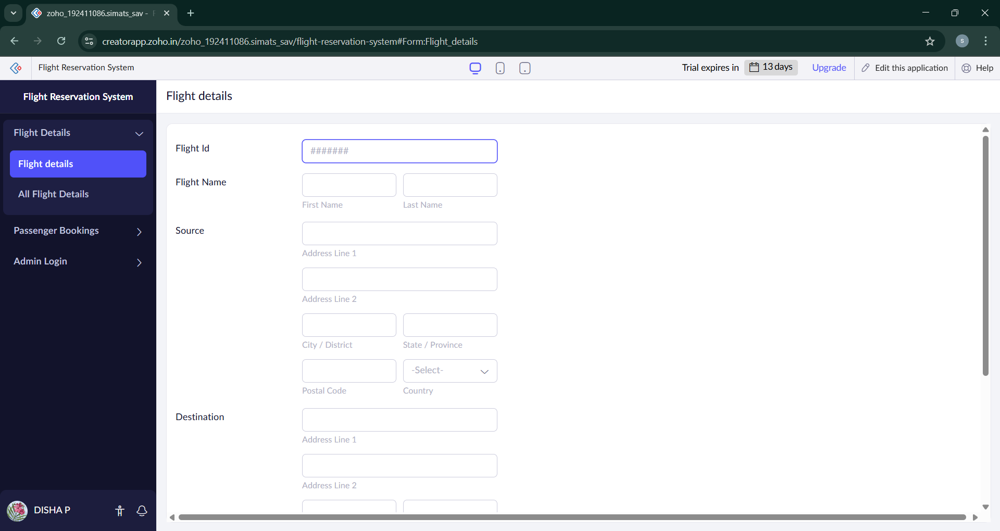 zoho_192411086.simats_sav -
creatorapp.zoho.in/zoho_192411086.simats_sav/flight-reservation-system#Form:Flight_details
S
Flight Reservation System
Trial expires in 13 days Upgrade Edit this application Help
Flight Reservation System
Flight details
Flight Details
Flight details
All Flight Details
Passenger Bookings
Admin Login
DISHA P
Flight Id
#######
Flight Name
First Name Last Name
Source
Address Line 1
Address Line 2
City / District State / Province
-Select-
Postal Code Country
Destination
Address Line 1
Address Line 2